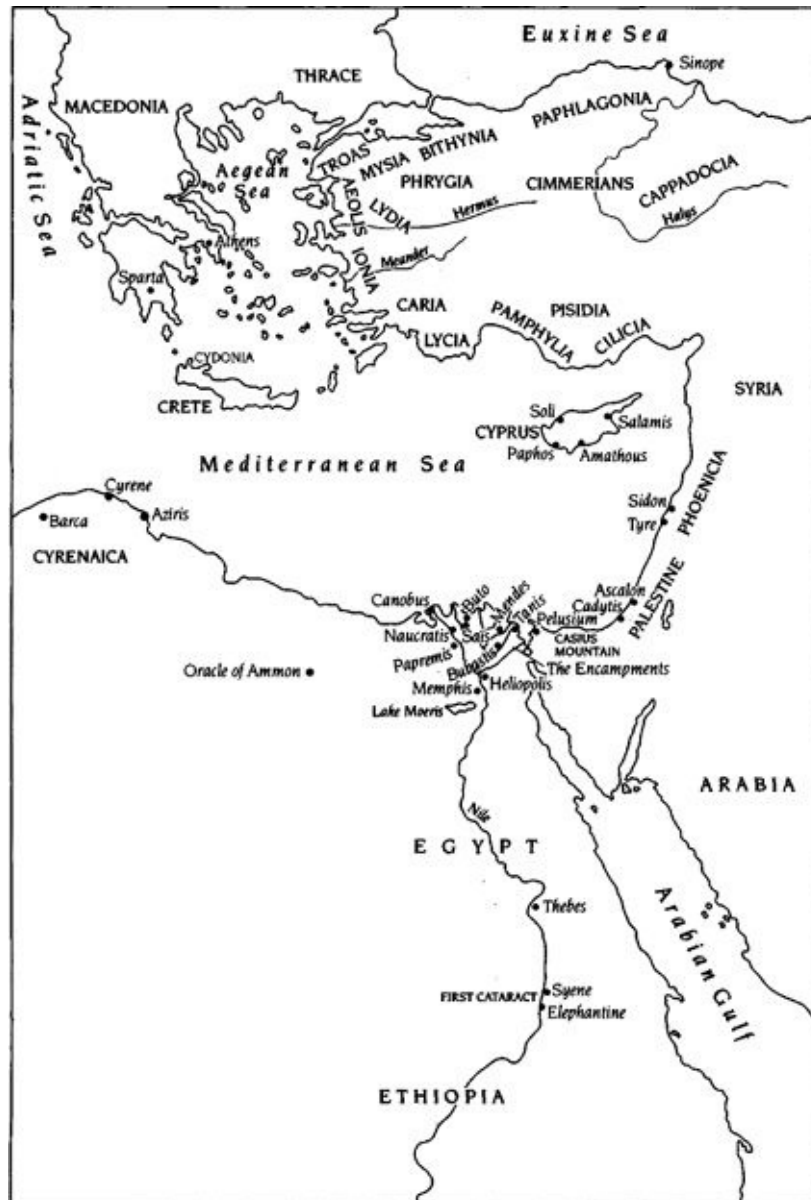 Euxine Sea
Sinope
THRACE
MACEDONIA
PAPHLAGONIA
Adriatic Sea
Aegean
Sea
TROAS
MYSIA
BITHYNIA
PHRYGIA
CIMMERIANS
CAPPADOCIA
AEOLIS
LYDIA
Hermus
Halys
Athens
IONIA
Meander
Sparta
CARIA
PISIDIA
LYCIA
PAMPHYLIA
CILICIA
CYDONIA
CRETE
SYRIA
Soli
Salamis
CYPRUS
Paphos
Amathous
Mediterranean Sea
Cyrene
Barca
Aziris
Sidon
Tyre
PHOENICIA
CYRENAICA
Canobus
Buto
Mendes
Tanis
Ascalon
Cadytis
PALESTINE
Naucratis
Sais
Pelusium
CASIUS
MOUNTAIN
Papremis
Bubastis
The Encampments
Oracle of Ammon
Memphis
Heliopolis
Lake Moeris
ARABIA
Nile
EGYPT
Thebes
Arabian Gulf
FIRST CATARACT
Syene
Elephantine
ETHIOPIA